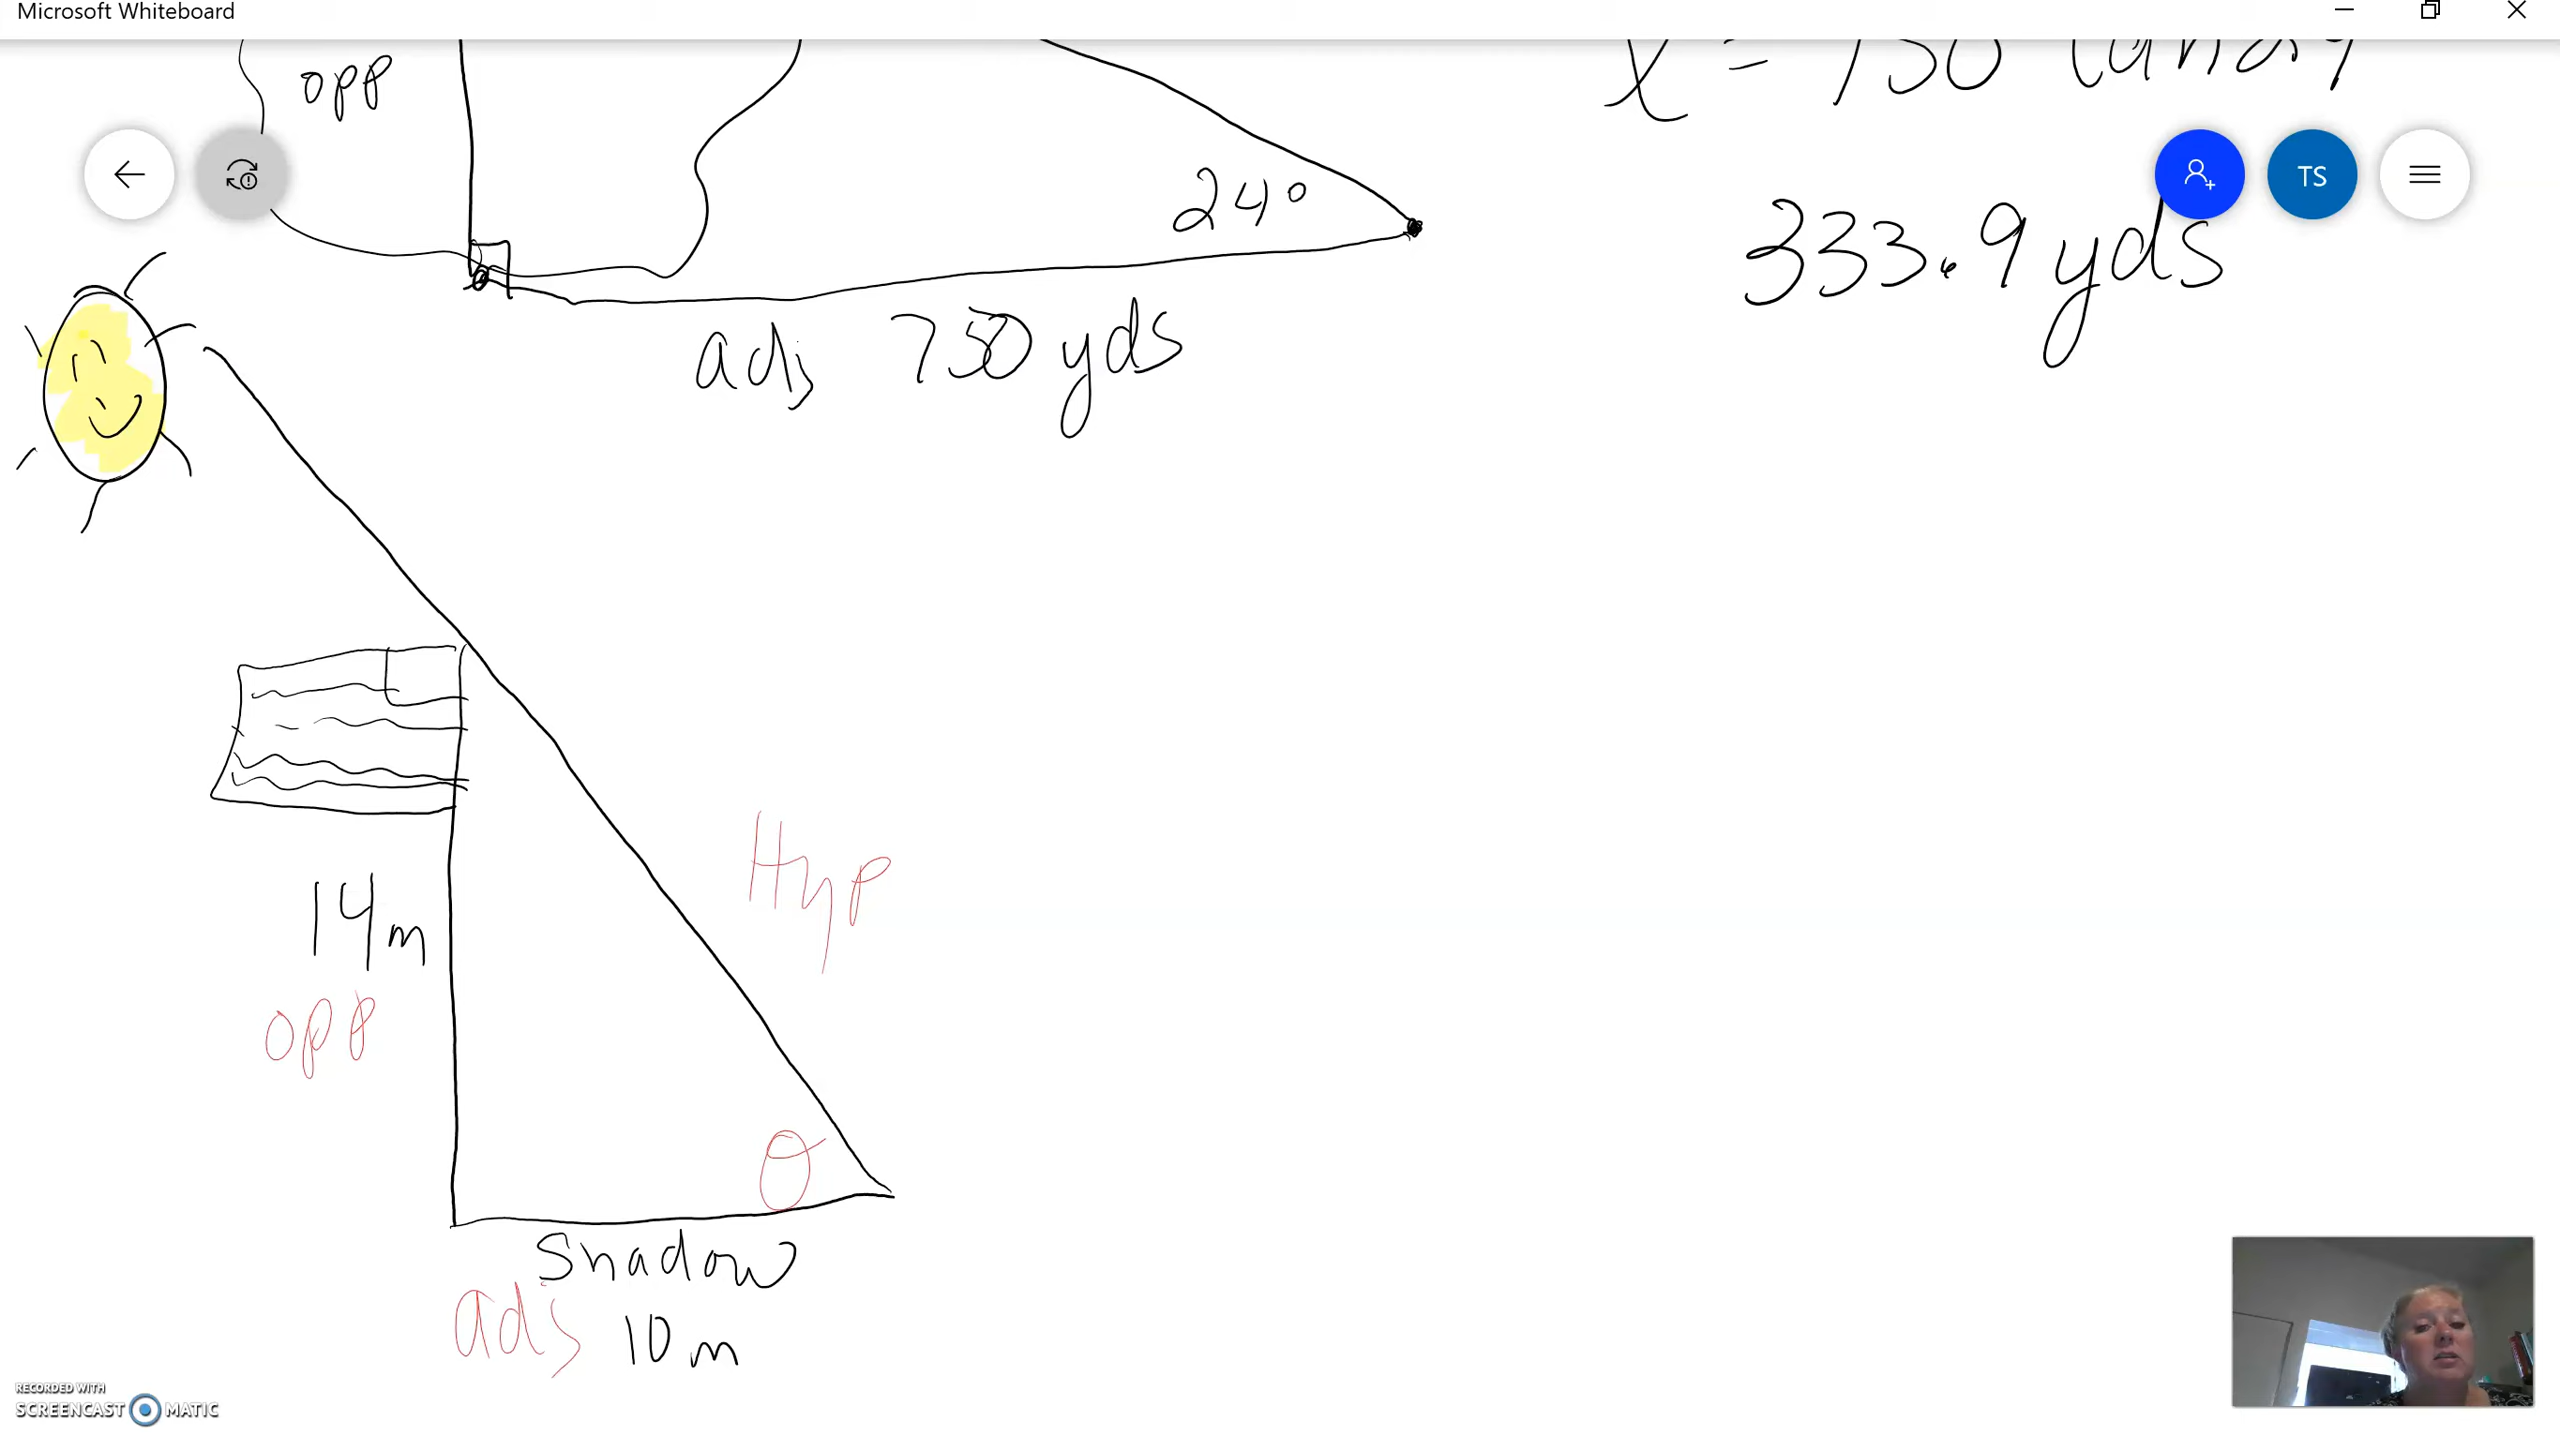 Microsoft Whiteboard
opp
x = 750 tan 24
24°
TS
333.9 yds
adj 750 yds
Hyp
14m
opp
θ
Shadow
adj 10 m
RECORDED WITH
SCREENCAST MATIC